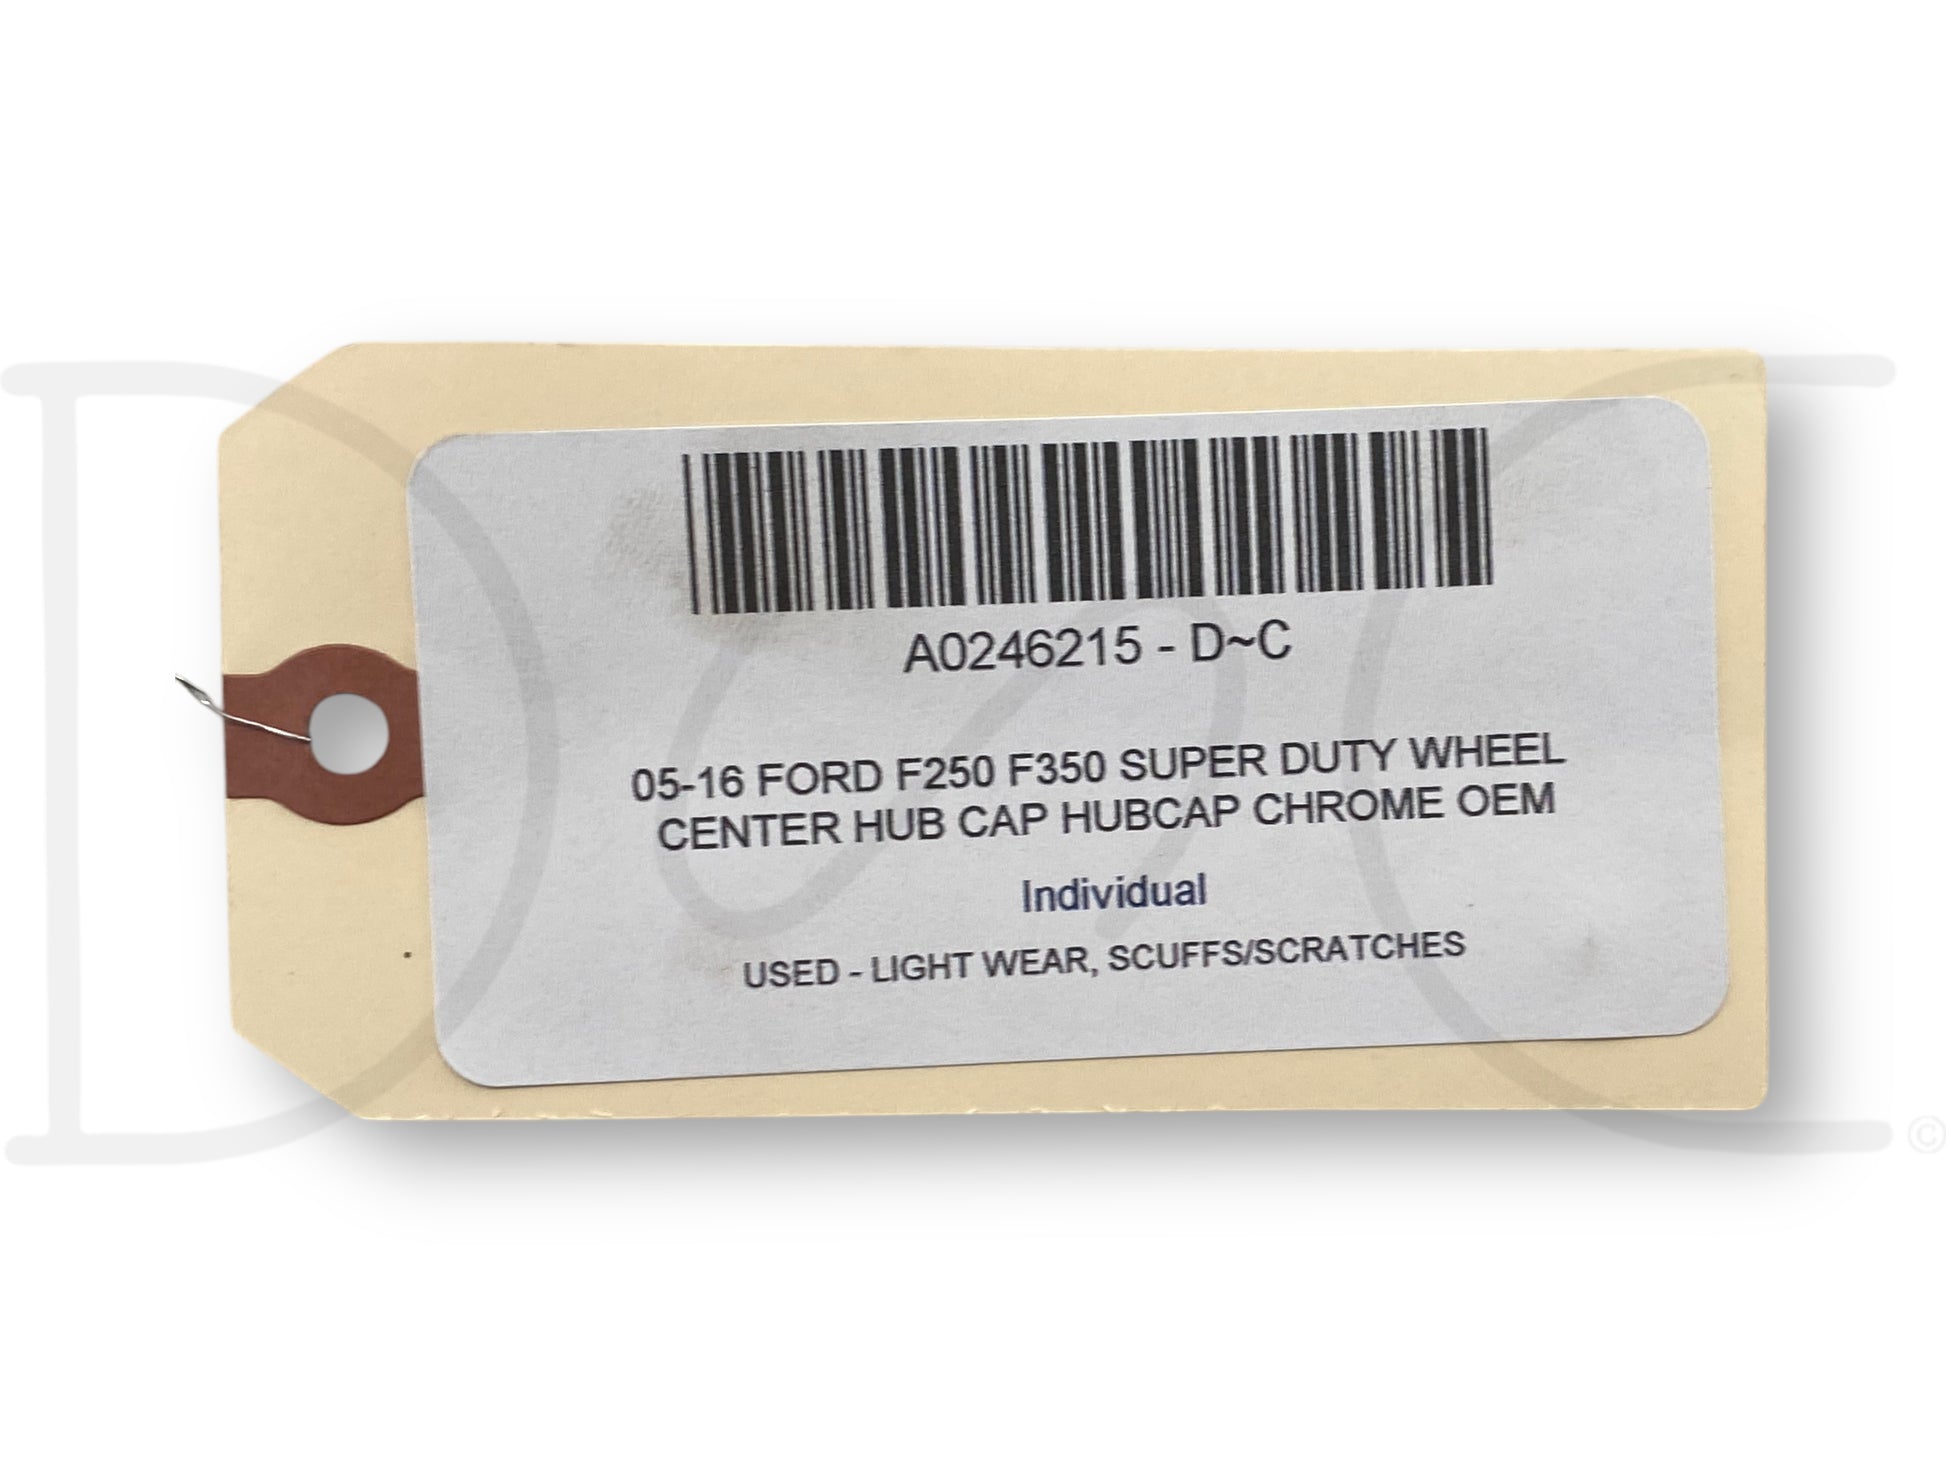 A0246215 - D~C
05-16 FORD F250 F350 SUPER DUTY WHEEL
CENTER HUB CAP HUBCAP CHROME OEM
Individual
USED - LIGHT WEAR, SCUFFS/SCRATCHES
D~C ©